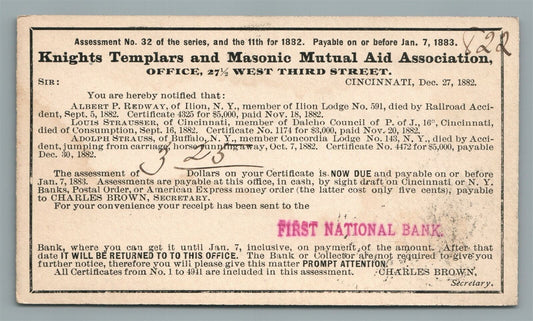 Assessment No. 32 of the series, and the 11th for 1882. Payable on or before Jan. 7, 1883.
822
Knights Templars and Masonic Mutual Aid Association,
OFFICE, 27½ WEST THIRD STREET.
SIR: CINCINNATI, Dec. 27, 1882.
You are hereby notified that:
ALBERT P. REDWAY, of Ilion, N. Y., member of Ilion Lodge No. 591, died by Railroad Acci-
dent, Sept. 5, 1882. Certificate 4325 for $5,000, paid Nov. 18, 1882.
LOUIS STRAUSSER, of Cincinnati, member of Dalcho Council of P. of J., 16°, Cincinnati,
died of Consumption, Sept. 16, 1882. Certificate No. 1174 for $3,000, paid Nov. 20, 1882.
ADOLPH STRAUSS, of Buffalo, N. Y., member Concordia Lodge No. 143, N. Y., died by Acci-
dent, jumping from carriage, horse running away, Oct. 7, 1882. Certificate No. 4472 for $5,000, payable
Dec. 30, 1882.
3 25
The assessment of Dollars on your Certificate is NOW DUE and payable on or before
Jan. 7, 1883. Assessments are payable at this office, in cash, by sight draft on Cincinnati or N. Y.
Banks, Postal Order, or American Express money order (the latter cost only five cents), payable
to CHARLES BROWN, SECRETARY.
For your convenience your receipt has been sent to the
FIRST NATIONAL BANK.
Bank, where you can get it until Jan. 7, inclusive, on payment of the amount. After that
date IT WILL BE RETURNED TO TO THIS OFFICE. The Bank or Collector are not required to give you
further notice, therefore you will please give this matter PROMPT ATTENTION.
All Certificates from No. 1 to 4941 are included in this assessment. CHARLES BROWN,
Secretary.